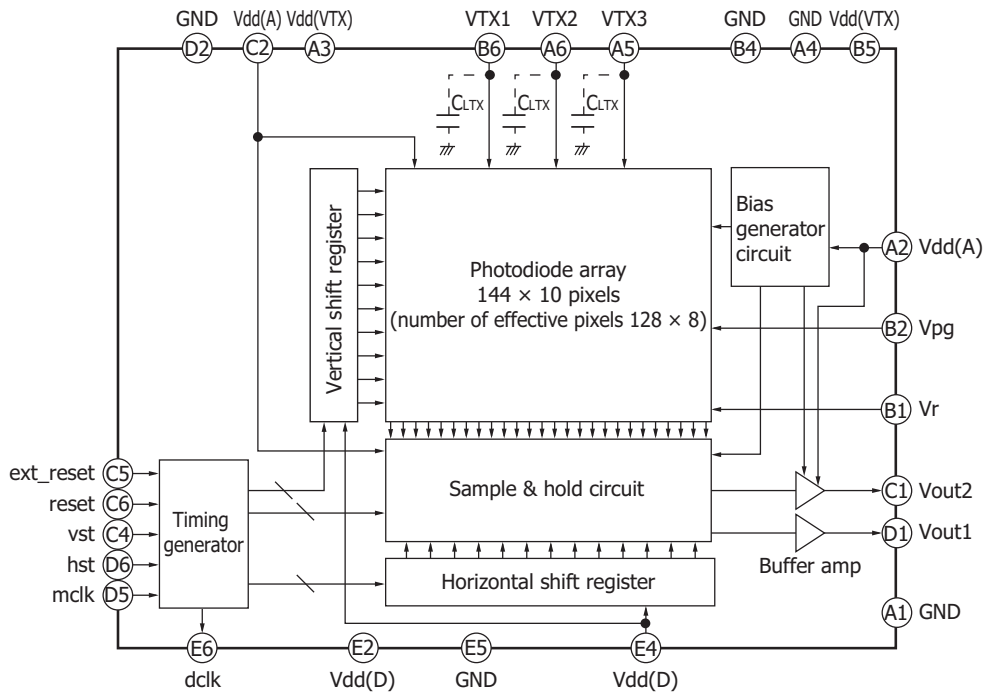 GND Vdd(A) Vdd(VTX) VTX1 VTX2 VTX3 GND GND Vdd(VTX)
D2 C2 A3 B6 A6 A5 B4 A4 B5
CLTX CLTX CLTX
Vertical shift register
Photodiode array
144 × 10 pixels
(number of effective pixels 128 × 8)
Bias
generator
circuit
A2 Vdd(A)
B2 Vpg
B1 Vr
ext_reset C5
reset C6
vst C4
hst D6
mclk D5
Timing
generator
Sample & hold circuit
C1 Vout2
D1 Vout1
Buffer amp
Horizontal shift register
A1 GND
E6 E2 E5 E4
dclk Vdd(D) GND Vdd(D)